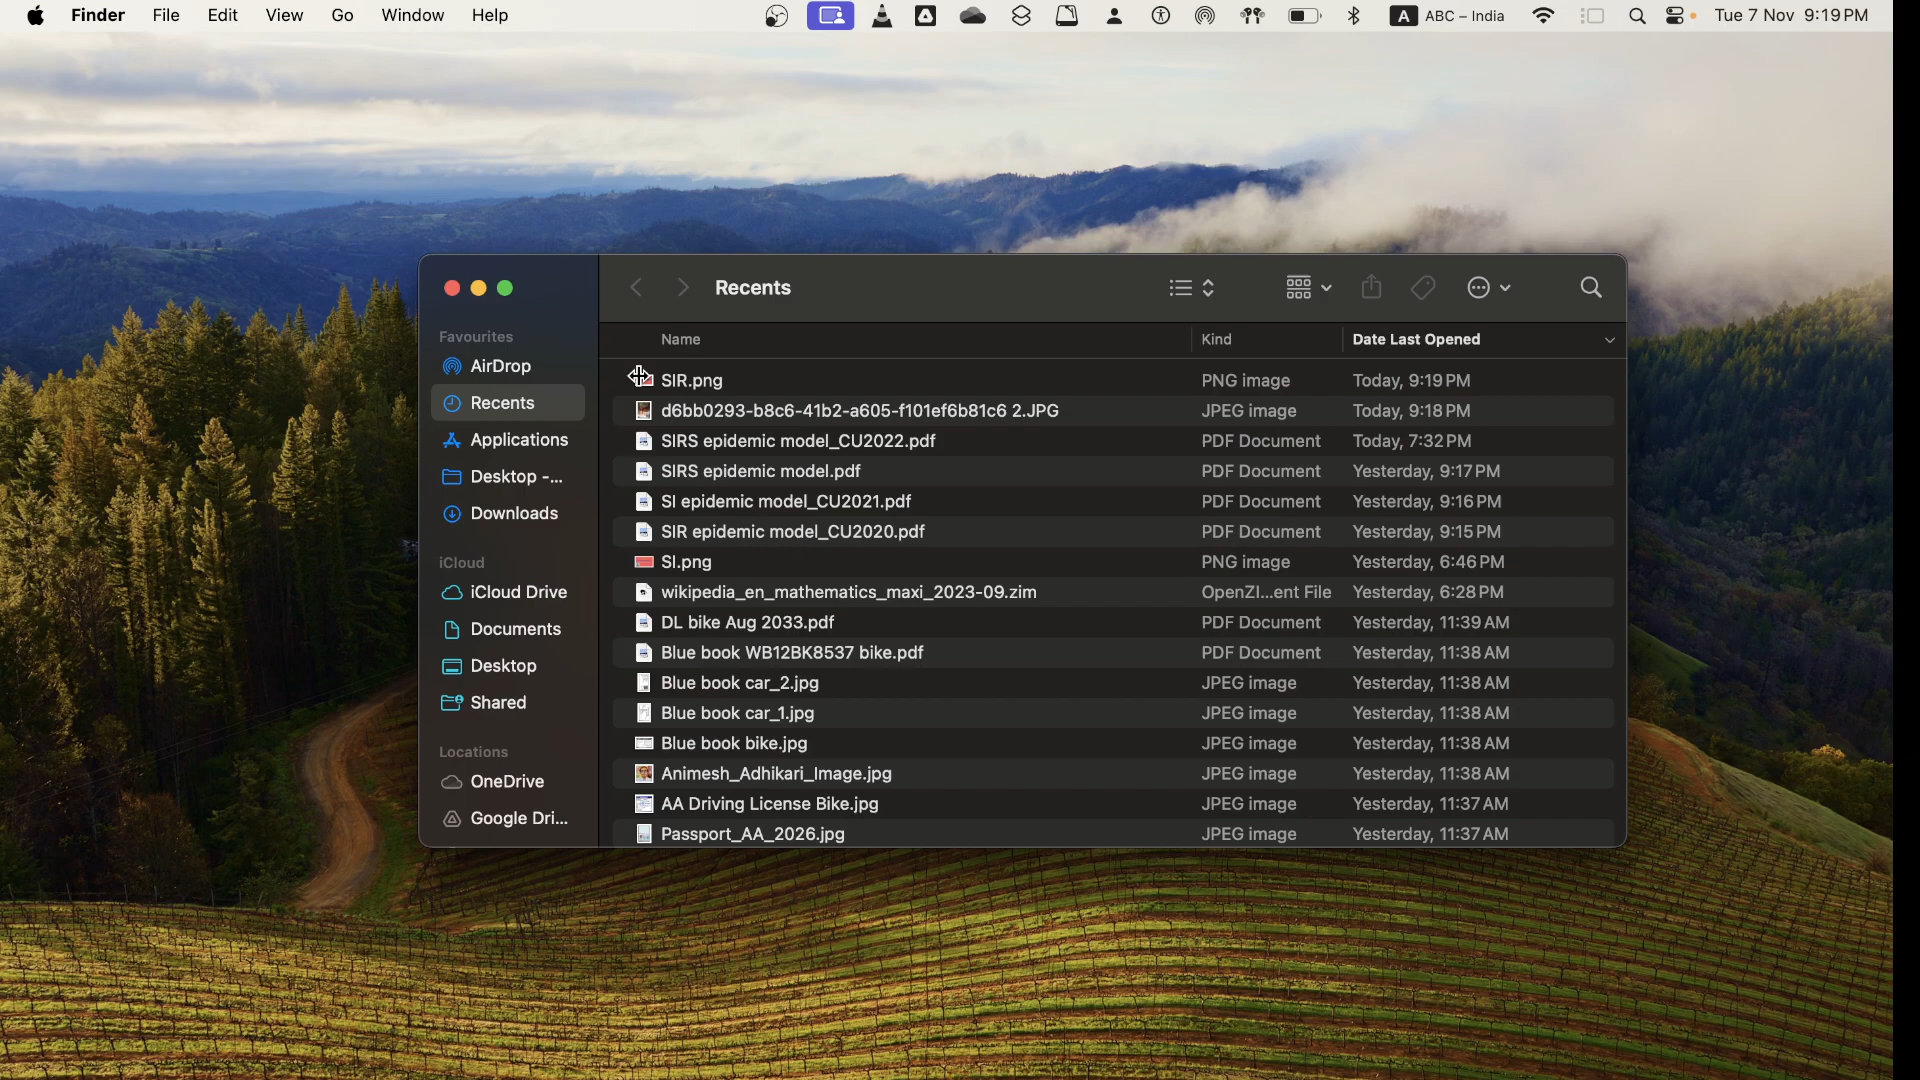 Finder File Edit View Go Window Help A ABC – India Tue 7 Nov 9:19 PM
Recents
Favourites
AirDrop
Recents
Applications
Desktop -...
Downloads
iCloud
iCloud Drive
Documents
Desktop
Shared
Locations
OneDrive
Google Dri...
Name Kind Date Last Opened
SIR.png PNG image Today, 9:19 PM
d6bb0293-b8c6-41b2-a605-f101ef6b81c6 2.JPG JPEG image Today, 9:18 PM
SIRS epidemic model_CU2022.pdf PDF Document Today, 7:32 PM
SIRS epidemic model.pdf PDF Document Yesterday, 9:17 PM
SI epidemic model_CU2021.pdf PDF Document Yesterday, 9:16 PM
SIR epidemic model_CU2020.pdf PDF Document Yesterday, 9:15 PM
SI.png PNG image Yesterday, 6:46 PM
wikipedia_en_mathematics_maxi_2023-09.zim OpenZI...ent File Yesterday, 6:28 PM
DL bike Aug 2033.pdf PDF Document Yesterday, 11:39 AM
Blue book WB12BK8537 bike.pdf PDF Document Yesterday, 11:38 AM
Blue book car_2.jpg JPEG image Yesterday, 11:38 AM
Blue book car_1.jpg JPEG image Yesterday, 11:38 AM
Blue book bike.jpg JPEG image Yesterday, 11:38 AM
Animesh_Adhikari_Image.jpg JPEG image Yesterday, 11:38 AM
AA Driving License Bike.jpg JPEG image Yesterday, 11:37 AM
Passport_AA_2026.jpg JPEG image Yesterday, 11:37 AM